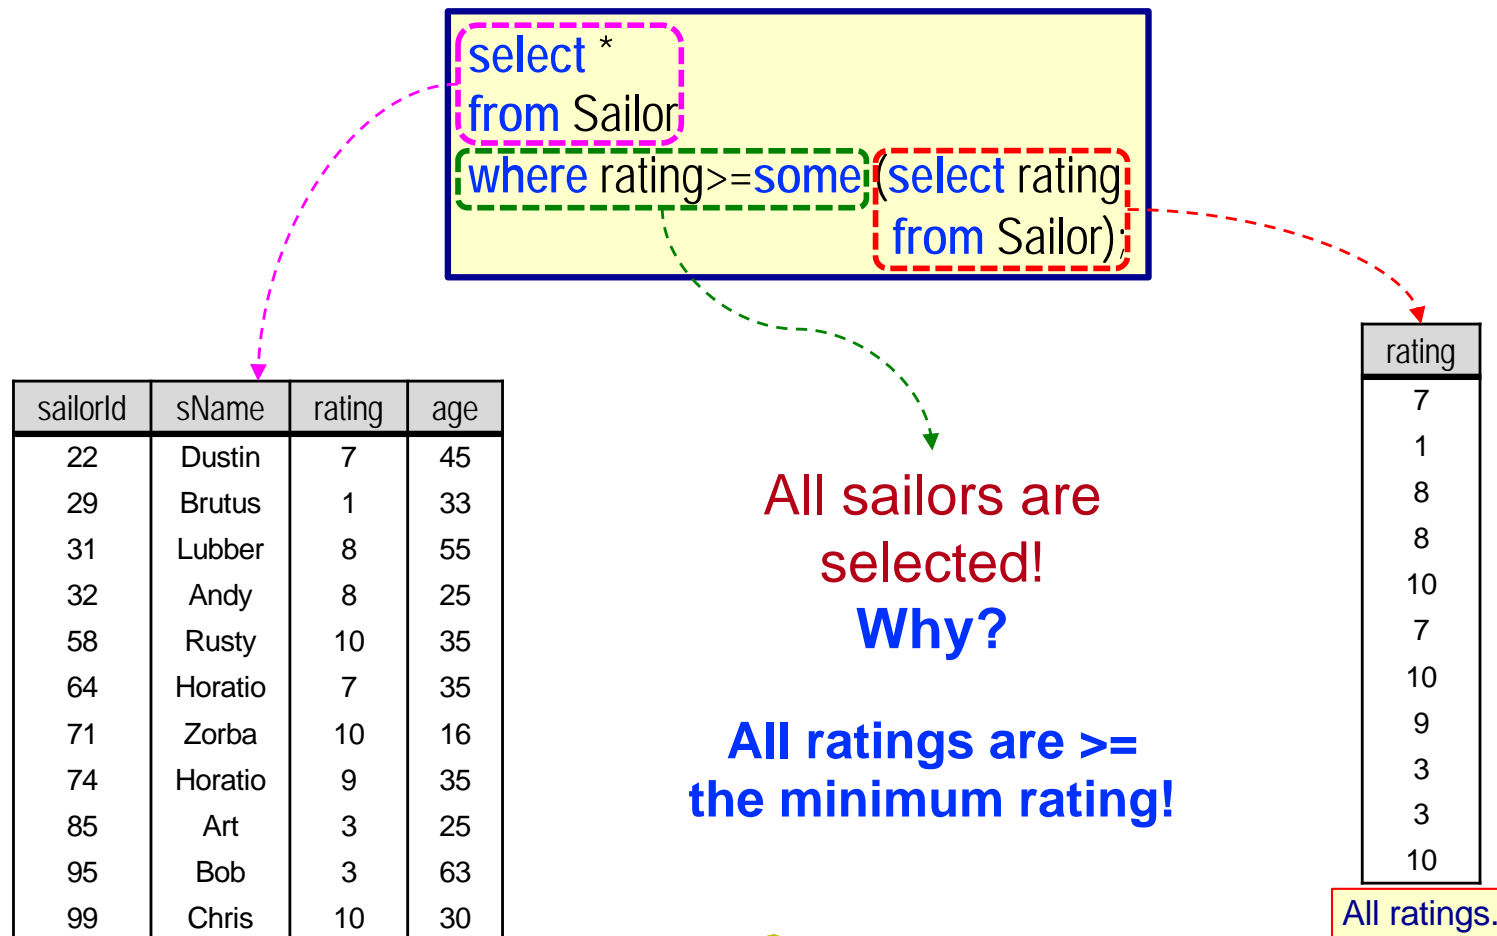 select *
from Sailor
where rating>=some (select rating
from Sailor);
sailorId sName rating age
22 Dustin 7 45
29 Brutus 1 33
31 Lubber 8 55
32 Andy 8 25
58 Rusty 10 35
64 Horatio 7 35
71 Zorba 10 16
74 Horatio 9 35
85 Art 3 25
95 Bob 3 63
99 Chris 10 30
All sailors are
selected!
Why?
All ratings are >=
the minimum rating!
rating
7
1
8
8
10
7
10
9
3
3
10
All ratings.